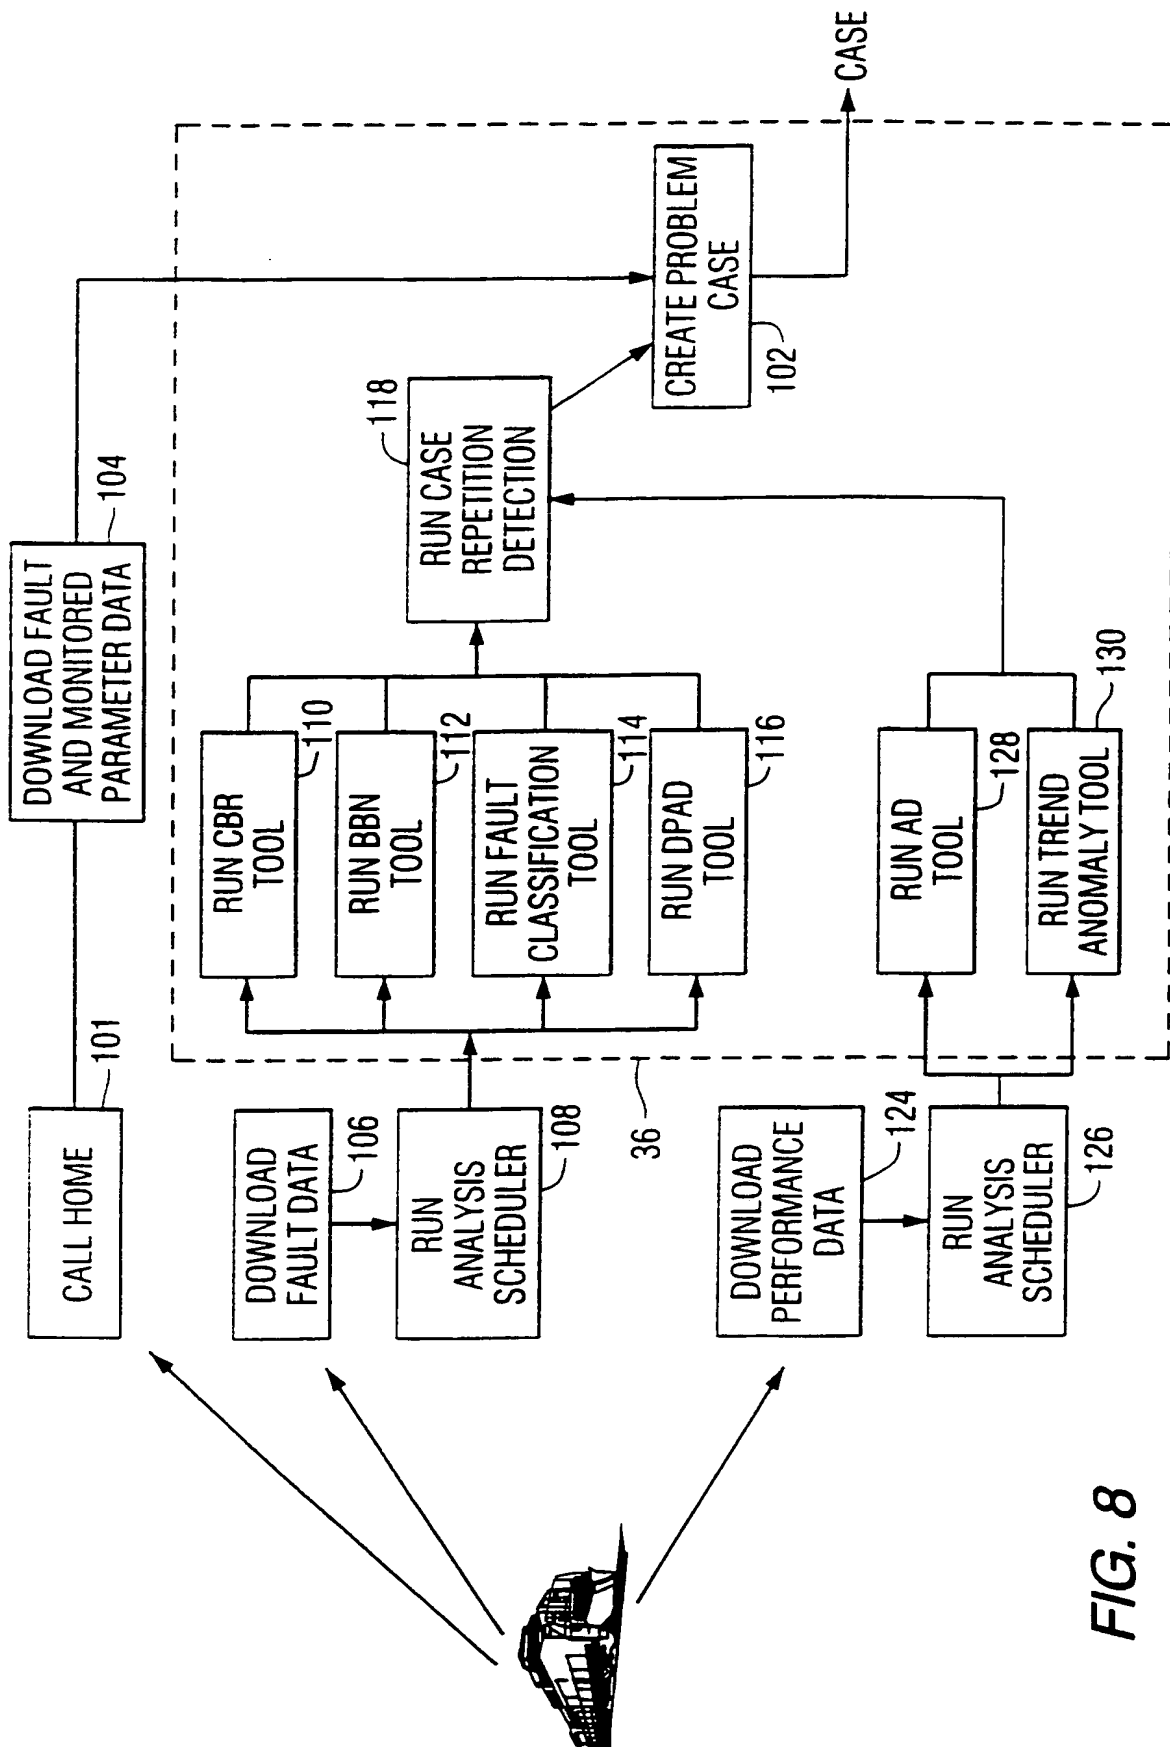 CALL HOME
101
DOWNLOAD FAULT
AND MONITORED
PARAMETER DATA
104
DOWNLOAD
FAULT DATA
106
RUN
ANALYSIS
SCHEDULER
108
RUN CBR
TOOL
110
RUN BBN
TOOL
112
RUN FAULT
CLASSIFICATION
TOOL
114
RUN DPAD
TOOL
116
RUN CASE
REPETITION
DETECTION
118
CREATE PROBLEM
CASE
102
CASE
36
DOWNLOAD
PERFORMANCE
DATA
124
RUN
ANALYSIS
SCHEDULER
126
RUN AD
TOOL
128
RUN TREND
ANOMALY TOOL
130
FIG. 8